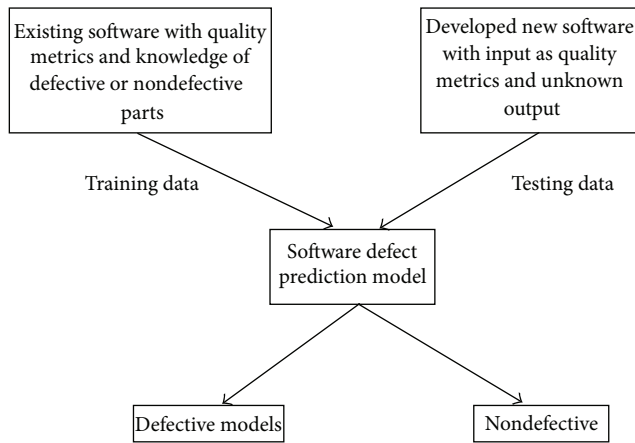 Existing software with quality
metrics and knowledge of
defective or nondefective
parts
Developed new software
with input as quality
metrics and unknown
output
Training data
Testing data
Software defect
prediction model
Defective models
Nondefective